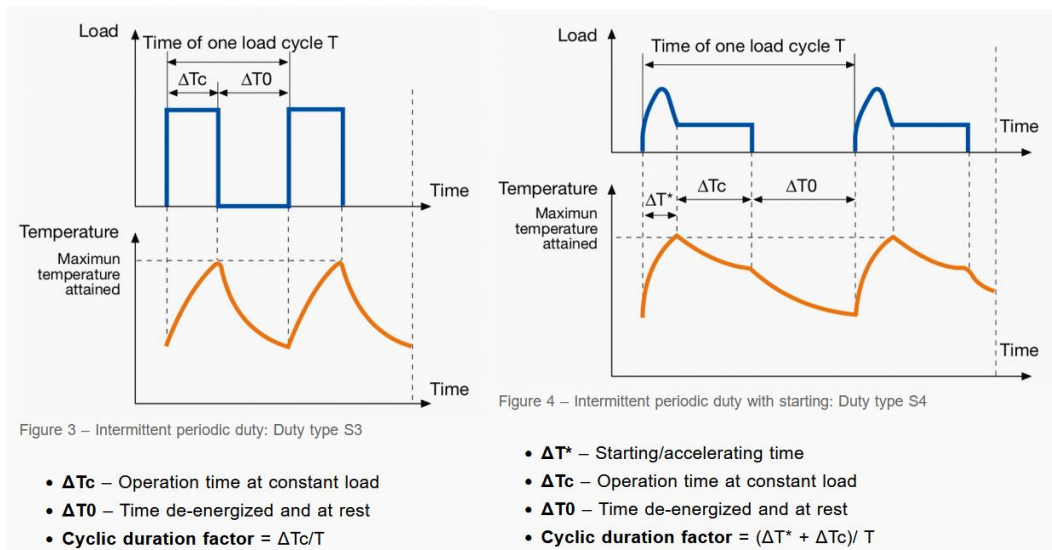 Load
Time of one load cycle T
ΔTc
ΔT0
Time
Temperature
Maximun
temperature
attained
Time
Figure 3 – Intermittent periodic duty: Duty type S3
• ΔTc – Operation time at constant load
• ΔT0 – Time de-energized and at rest
• Cyclic duration factor = ΔTc/T
Load
Time of one load cycle T
Time
Temperature
Maximun
temperature
attained
ΔT*
ΔTc
ΔT0
Time
Figure 4 – Intermittent periodic duty with starting: Duty type S4
• ΔT* – Starting/accelerating time
• ΔTc – Operation time at constant load
• ΔT0 – Time de-energized and at rest
• Cyclic duration factor = (ΔT* + ΔTc)/ T